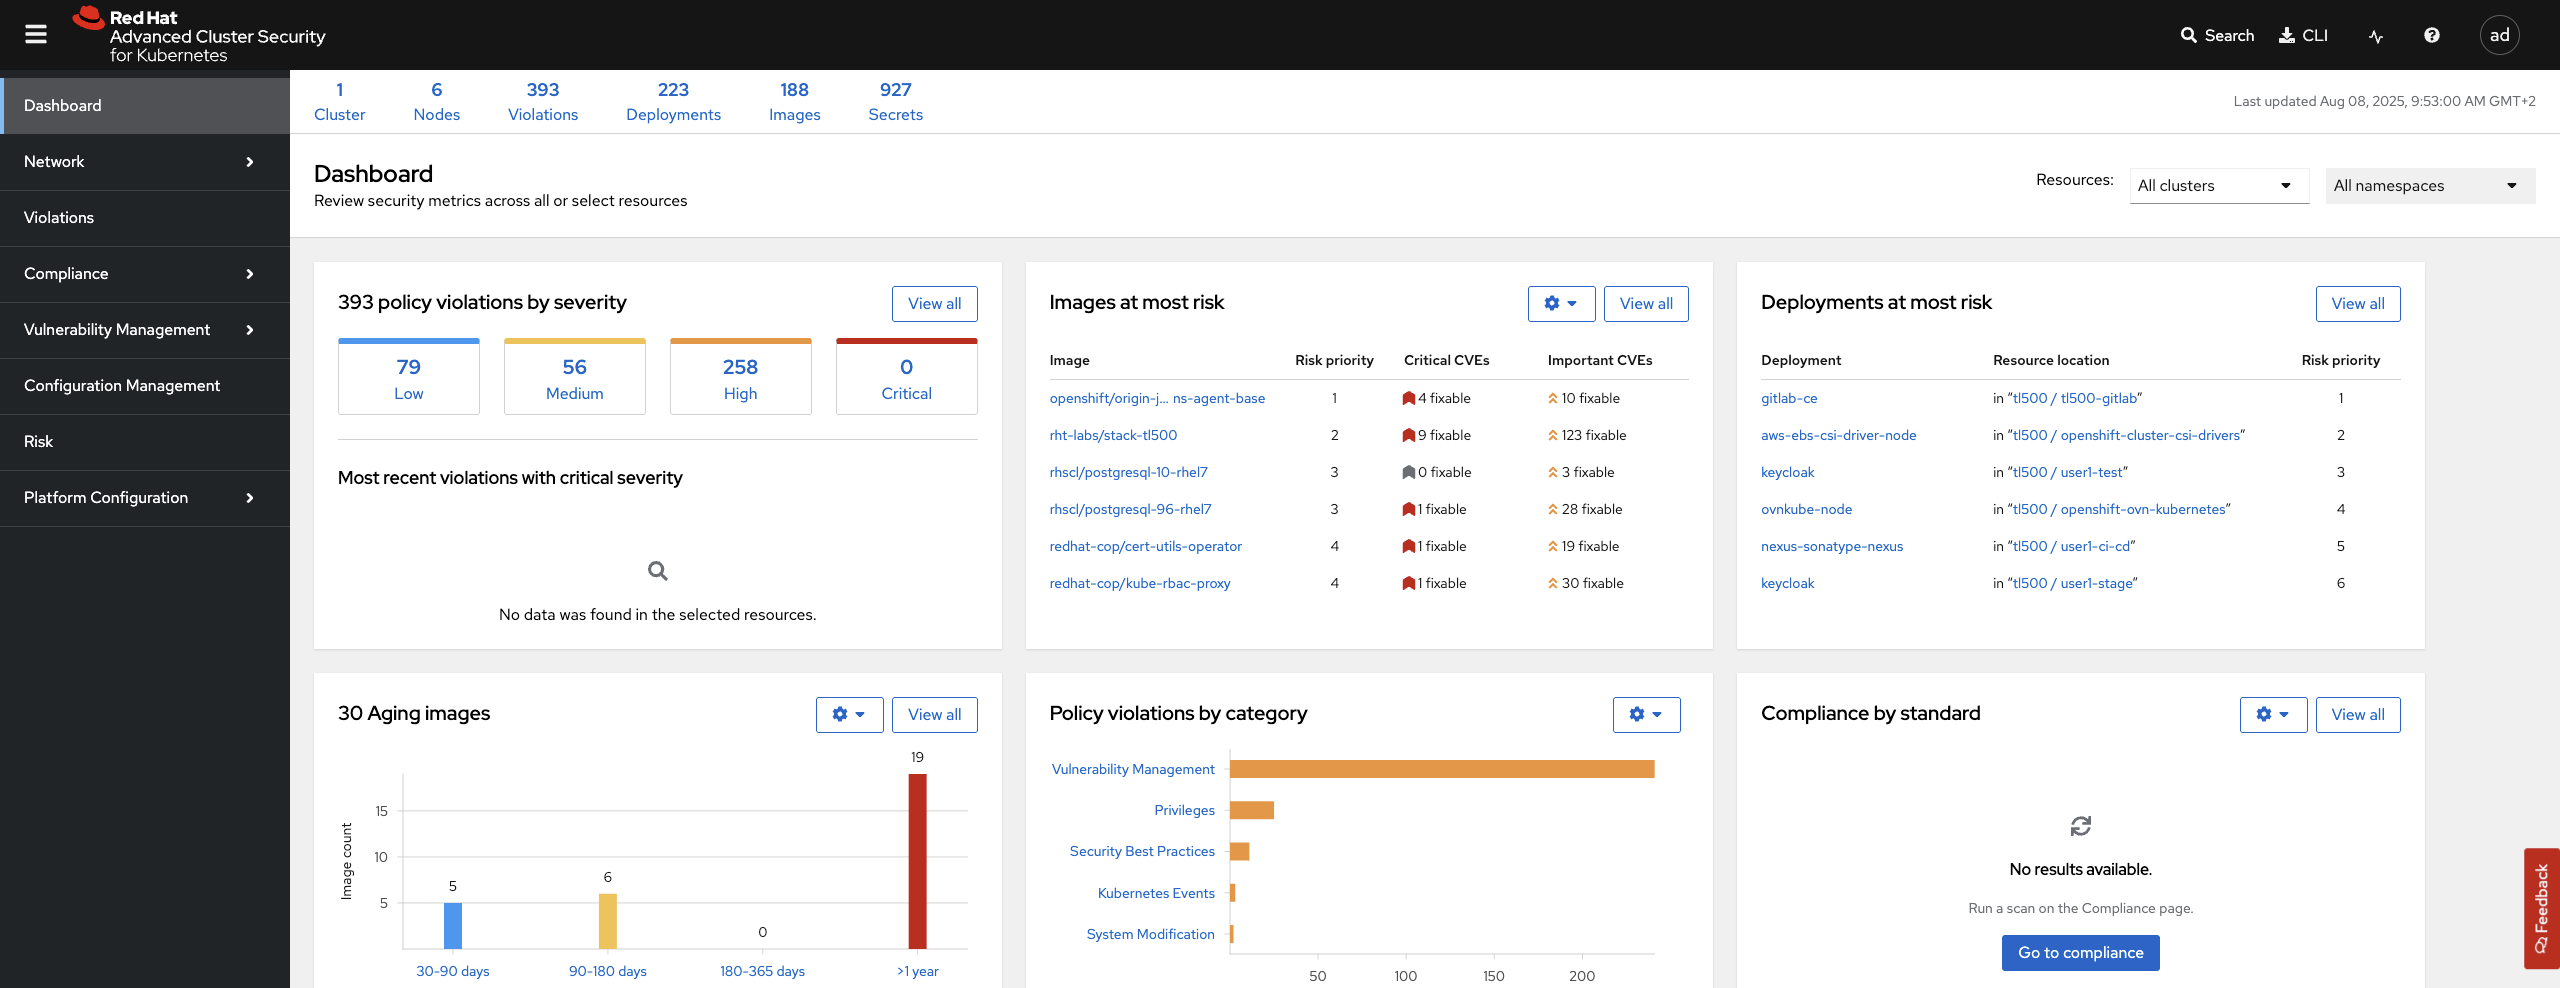 Red Hat
Advanced Cluster Security
for Kubernetes
Search
CLI
ad
Dashboard
Network
Violations
Compliance
Vulnerability Management
Configuration Management
Risk
Platform Configuration
1 6 393 223 188 927
Cluster Nodes Violations Deployments Images Secrets
Last updated Aug 08, 2025, 9:53:00 AM GMT+2
Dashboard
Review security metrics across all or select resources
Resources: All clusters All namespaces
393 policy violations by severity View all
79 56 258 0
Low Medium High Critical
Most recent violations with critical severity
No data was found in the selected resources.
Images at most risk View all
Image Risk priority Critical CVEs Important CVEs
openshift/origin-j... ns-agent-base 1 4 fixable 10 fixable
rht-labs/stack-tl500 2 9 fixable 123 fixable
rhscl/postgresql-10-rhel7 3 0 fixable 3 fixable
rhscl/postgresql-96-rhel7 3 1 fixable 28 fixable
redhat-cop/cert-utils-operator 4 1 fixable 19 fixable
redhat-cop/kube-rbac-proxy 4 1 fixable 30 fixable
Deployments at most risk View all
Deployment Resource location Risk priority
gitlab-ce in “tl500 / tl500-gitlab” 1
aws-ebs-csi-driver-node in “tl500 / openshift-cluster-csi-drivers” 2
keycloak in “tl500 / user1-test” 3
ovnkube-node in “tl500 / openshift-ovn-kubernetes” 4
nexus-sonatype-nexus in “tl500 / user1-ci-cd” 5
keycloak in “tl500 / user1-stage” 6
30 Aging images View all
Image count
15
10
5
5 6 0 19
30-90 days 90-180 days 180-365 days >1 year
Policy violations by category
Vulnerability Management
Privileges
Security Best Practices
Kubernetes Events
System Modification
50 100 150 200
Compliance by standard View all
No results available.
Run a scan on the Compliance page.
Go to compliance
Feedback